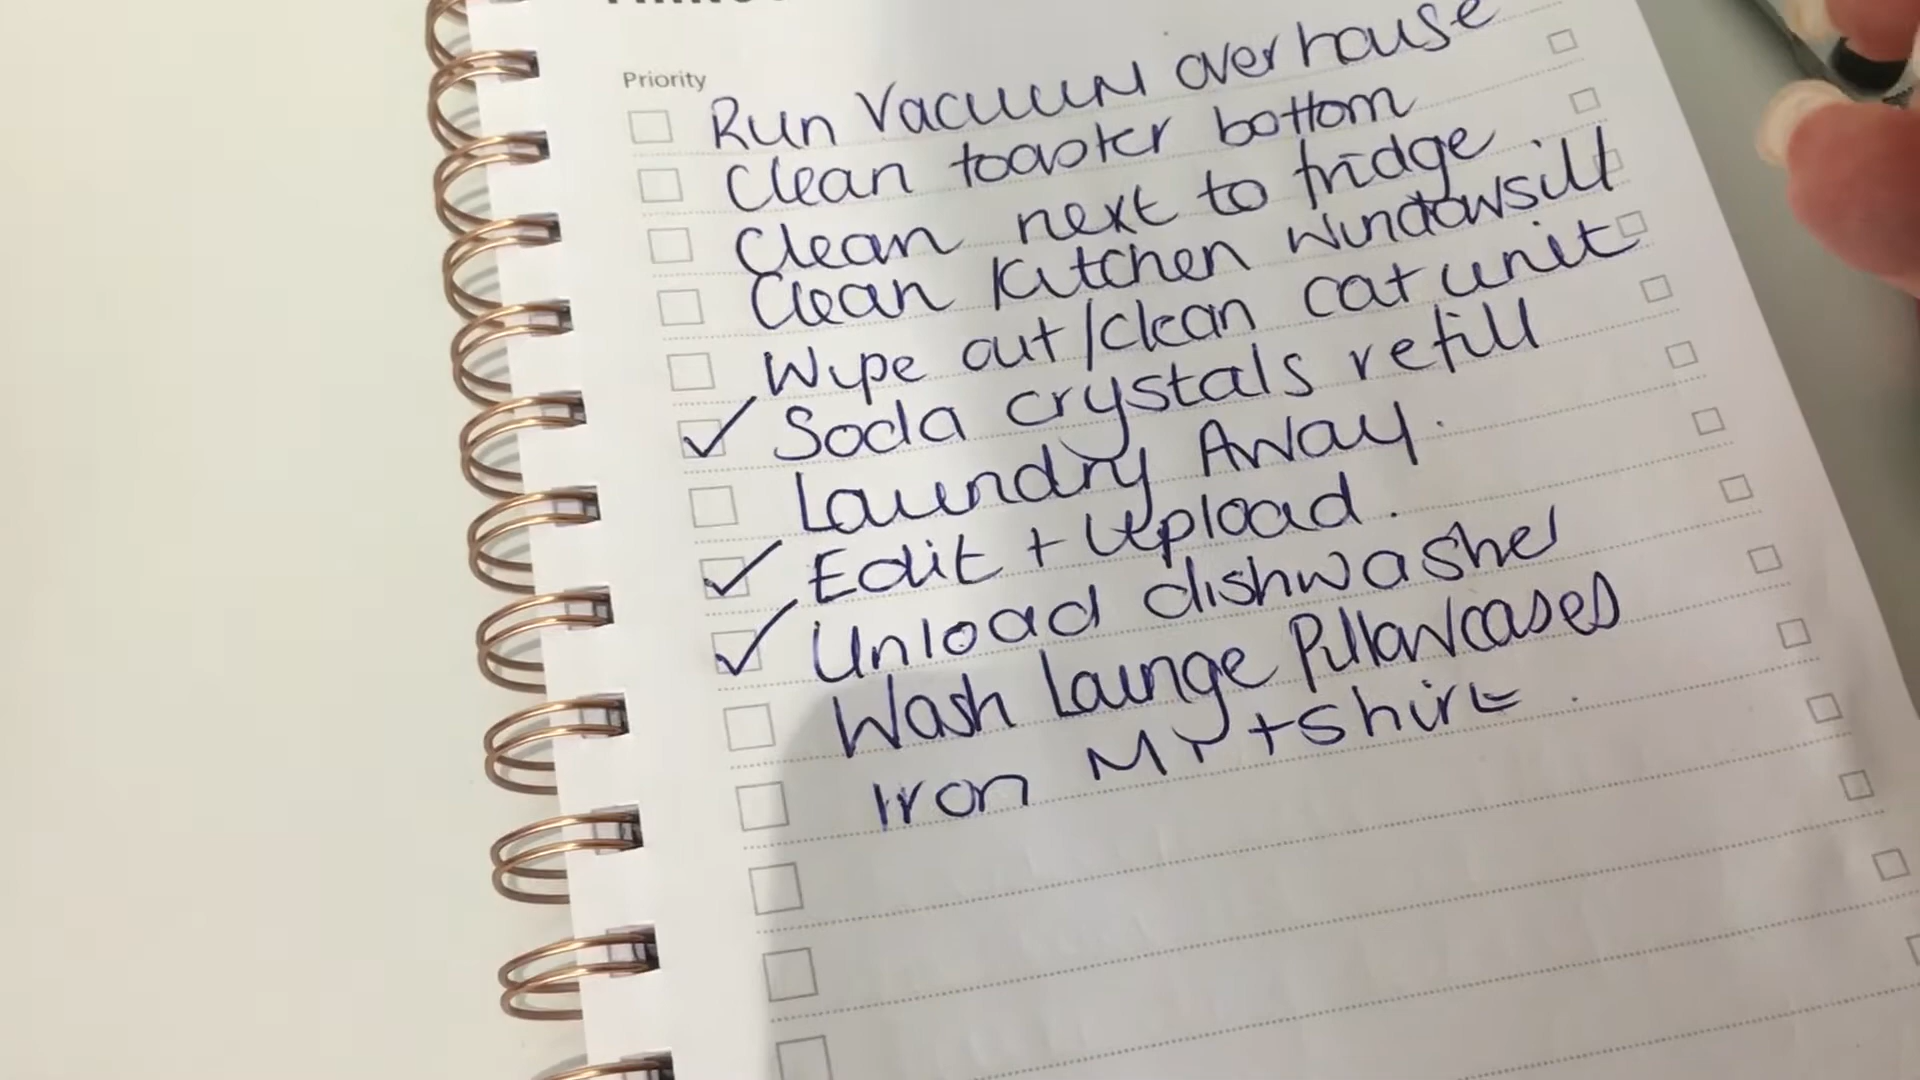 Priority
Run Vacuum over house
Clean toaster bottom
Clean next to fridge
Clean Kitchen Windowsill
Wipe out/clean cat unit
Soda crystals refill
Laundry Away.
Edit + Upload.
Unload dishwasher
Wash Lounge Pillowcases
Iron My tshirt.